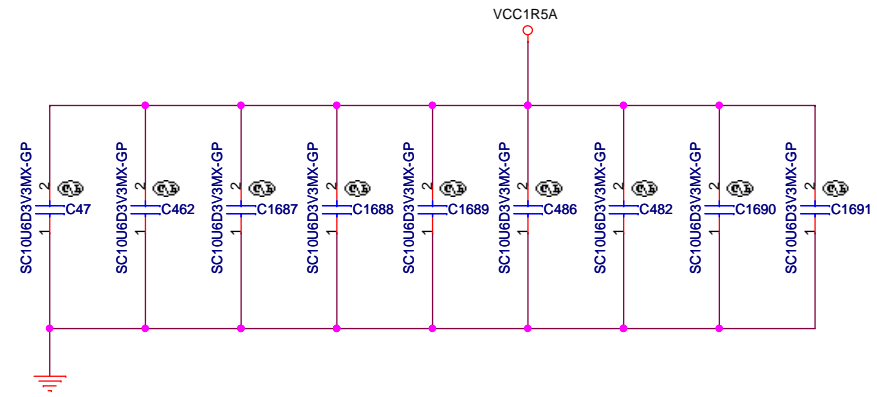 VCC1R5A
SC10U6D3V3MX-GP
2
1
C47
SC10U6D3V3MX-GP
2
1
C462
SC10U6D3V3MX-GP
2
1
C1687
SC10U6D3V3MX-GP
2
1
C1688
SC10U6D3V3MX-GP
2
1
C1689
SC10U6D3V3MX-GP
2
1
C486
SC10U6D3V3MX-GP
2
1
C482
SC10U6D3V3MX-GP
2
1
C1690
SC10U6D3V3MX-GP
2
1
C1691